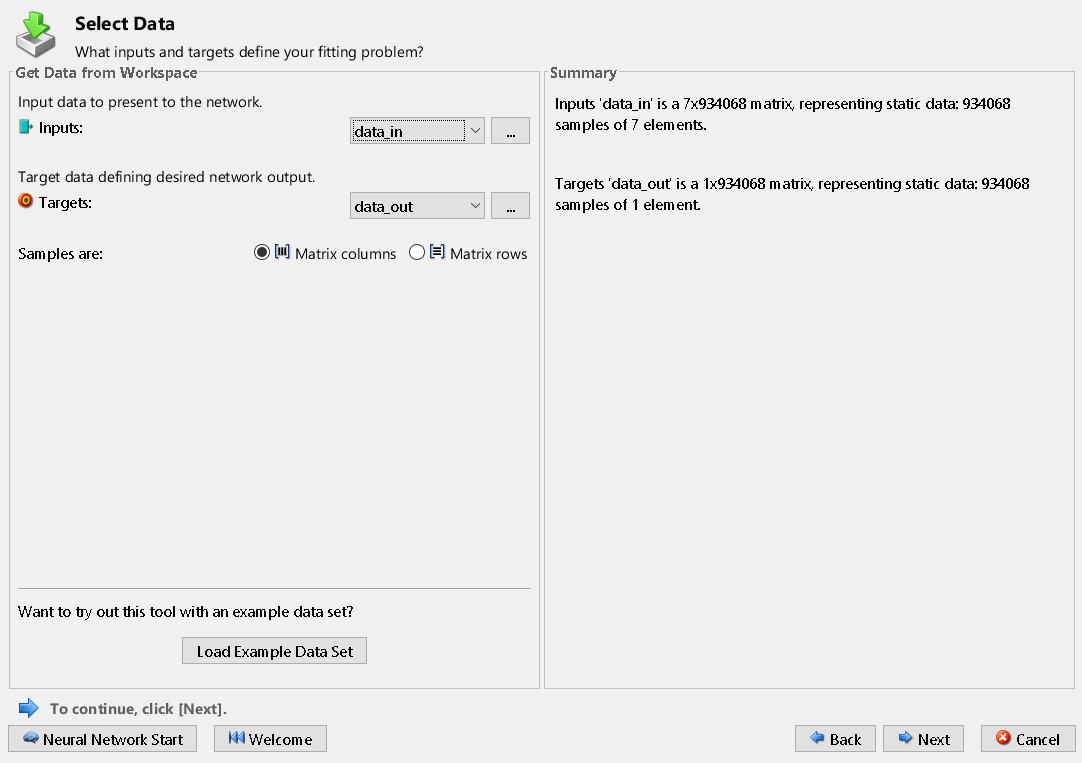 Select Data
What inputs and targets define your fitting problem?
Get Data from Workspace
Input data to present to the network.
Inputs:
data_in
...
Target data defining desired network output.
Targets:
data_out
...
Samples are:
Matrix columns
Matrix rows
Want to try out this tool with an example data set?
Load Example Data Set
Summary
Inputs 'data_in' is a 7x934068 matrix, representing static data: 934068
samples of 7 elements.
Targets 'data_out' is a 1x934068 matrix, representing static data: 934068
samples of 1 element.
To continue, click [Next].
Neural Network Start
Welcome
Back
Next
Cancel